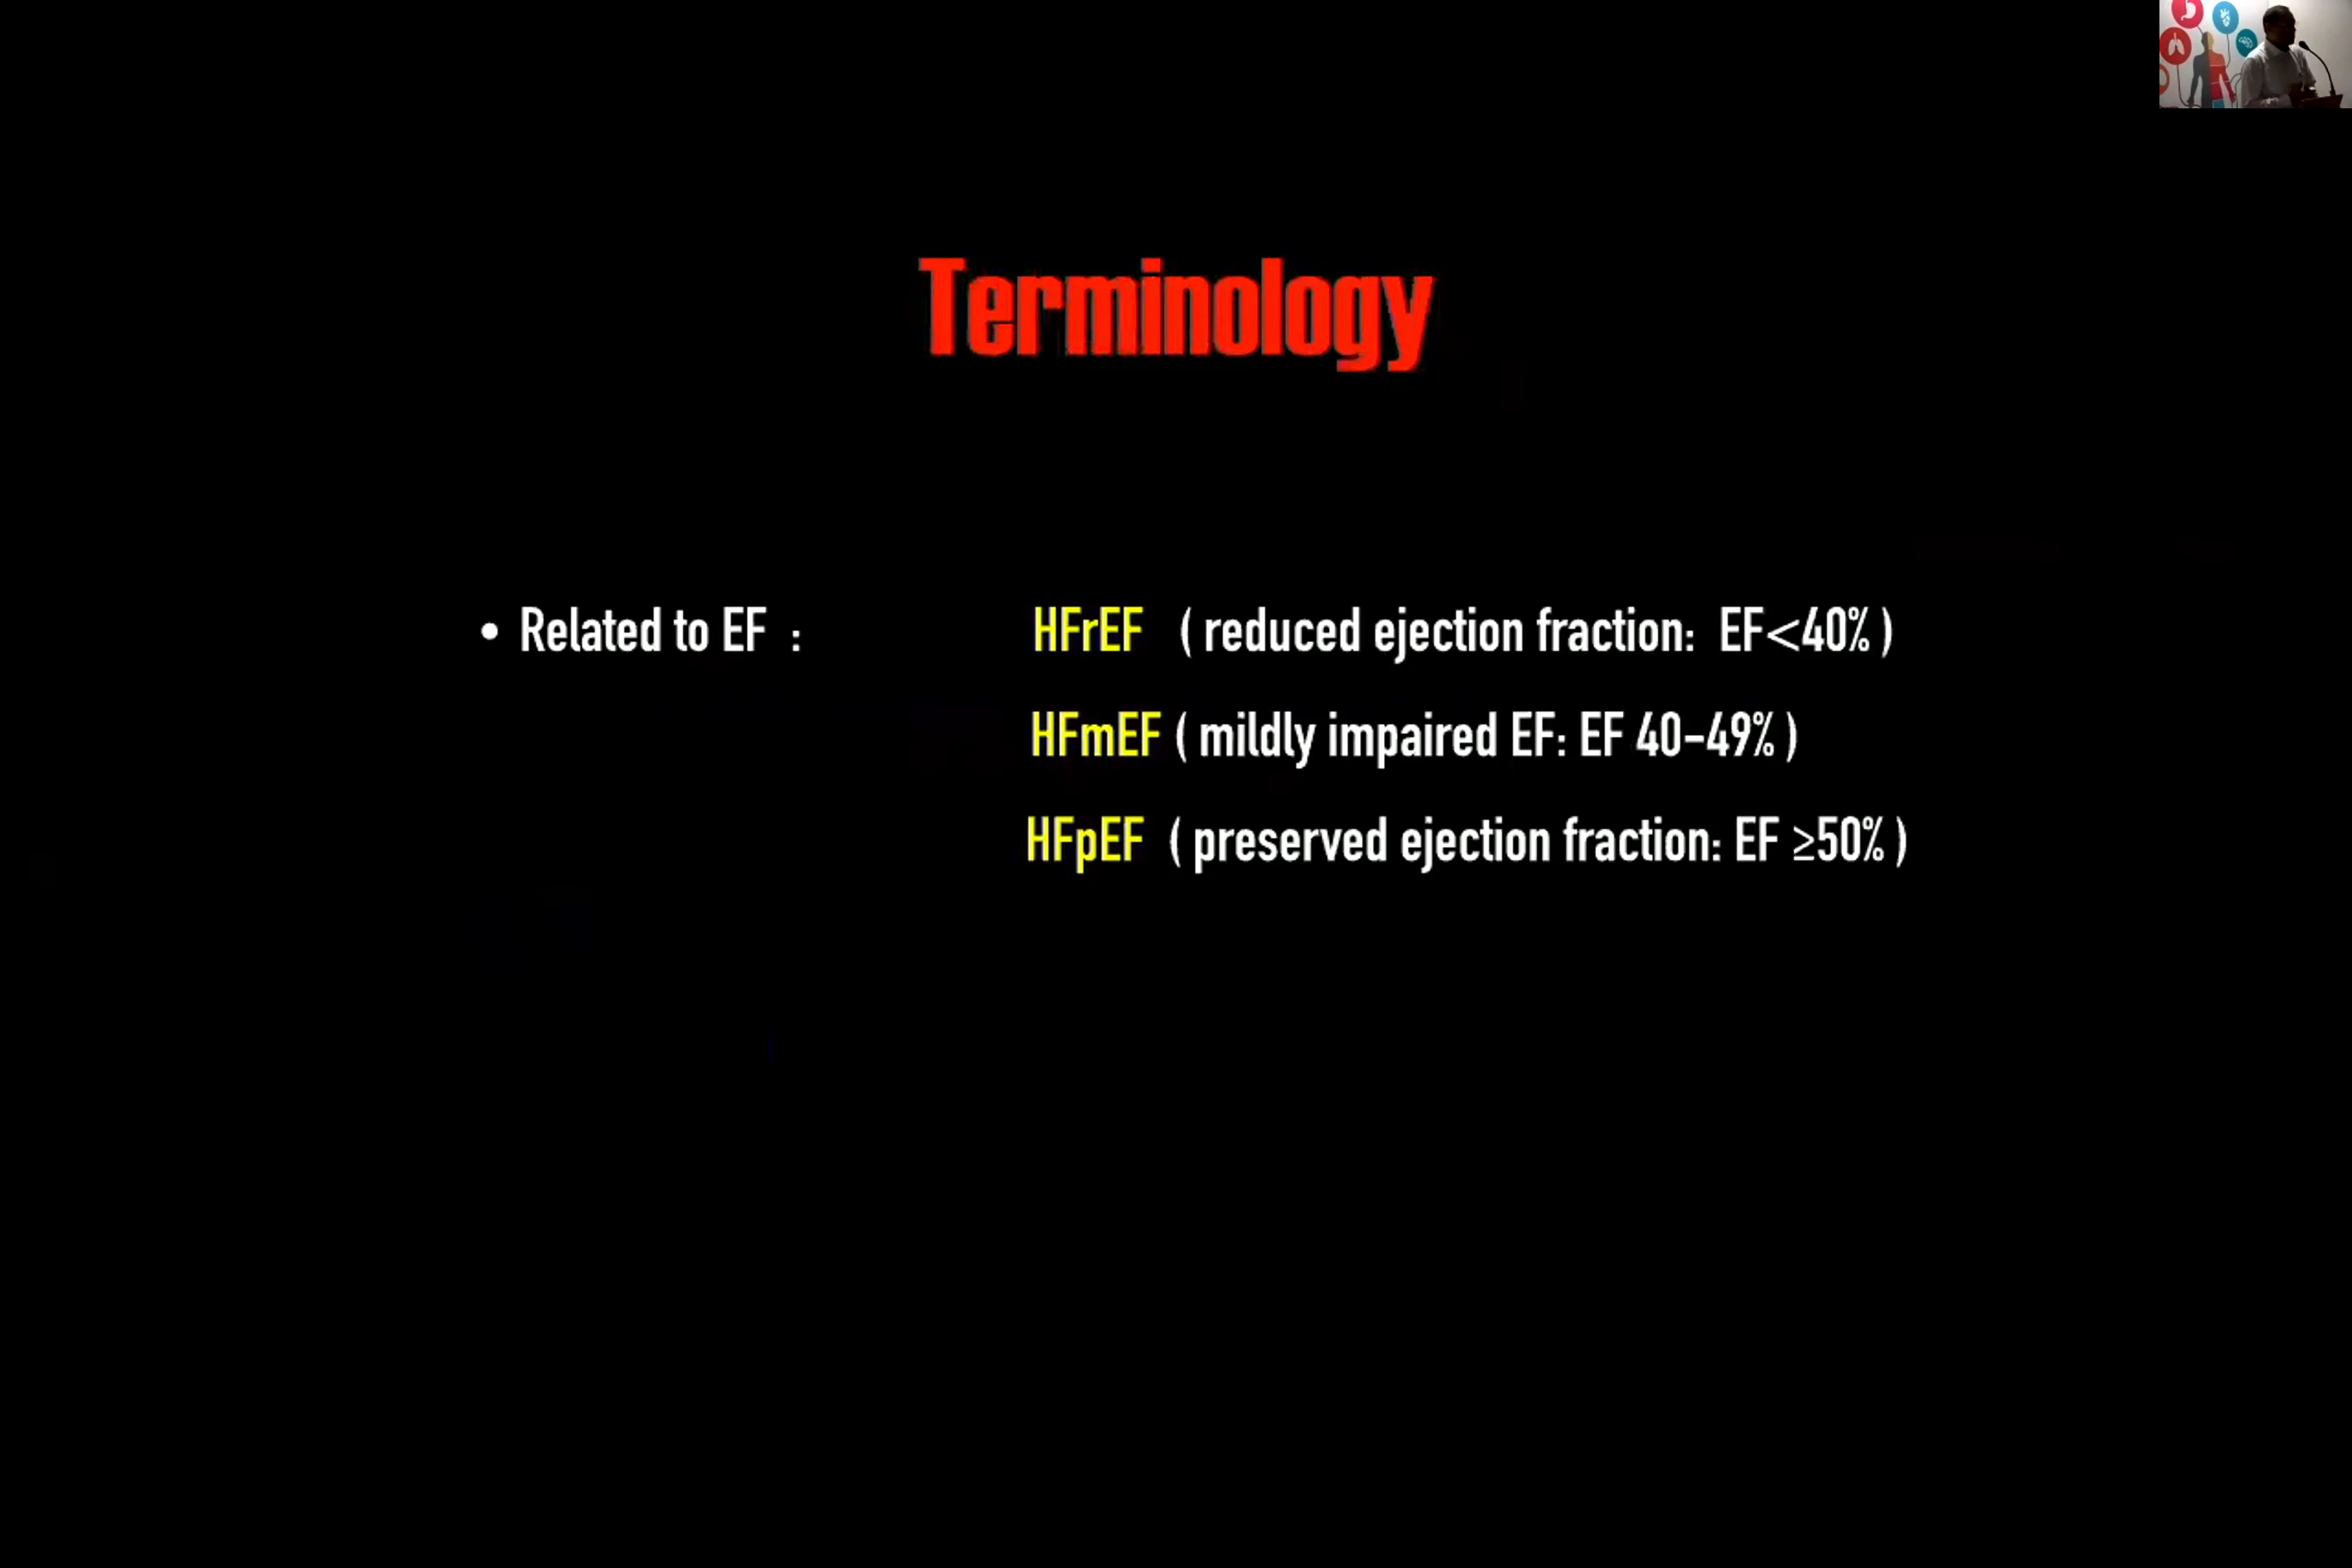 Terminology
• Related to EF : HFrEF ( reduced ejection fraction: EF<40% )
HFmEF ( mildly impaired EF: EF 40-49% )
HFpEF ( preserved ejection fraction: EF ≥50% )